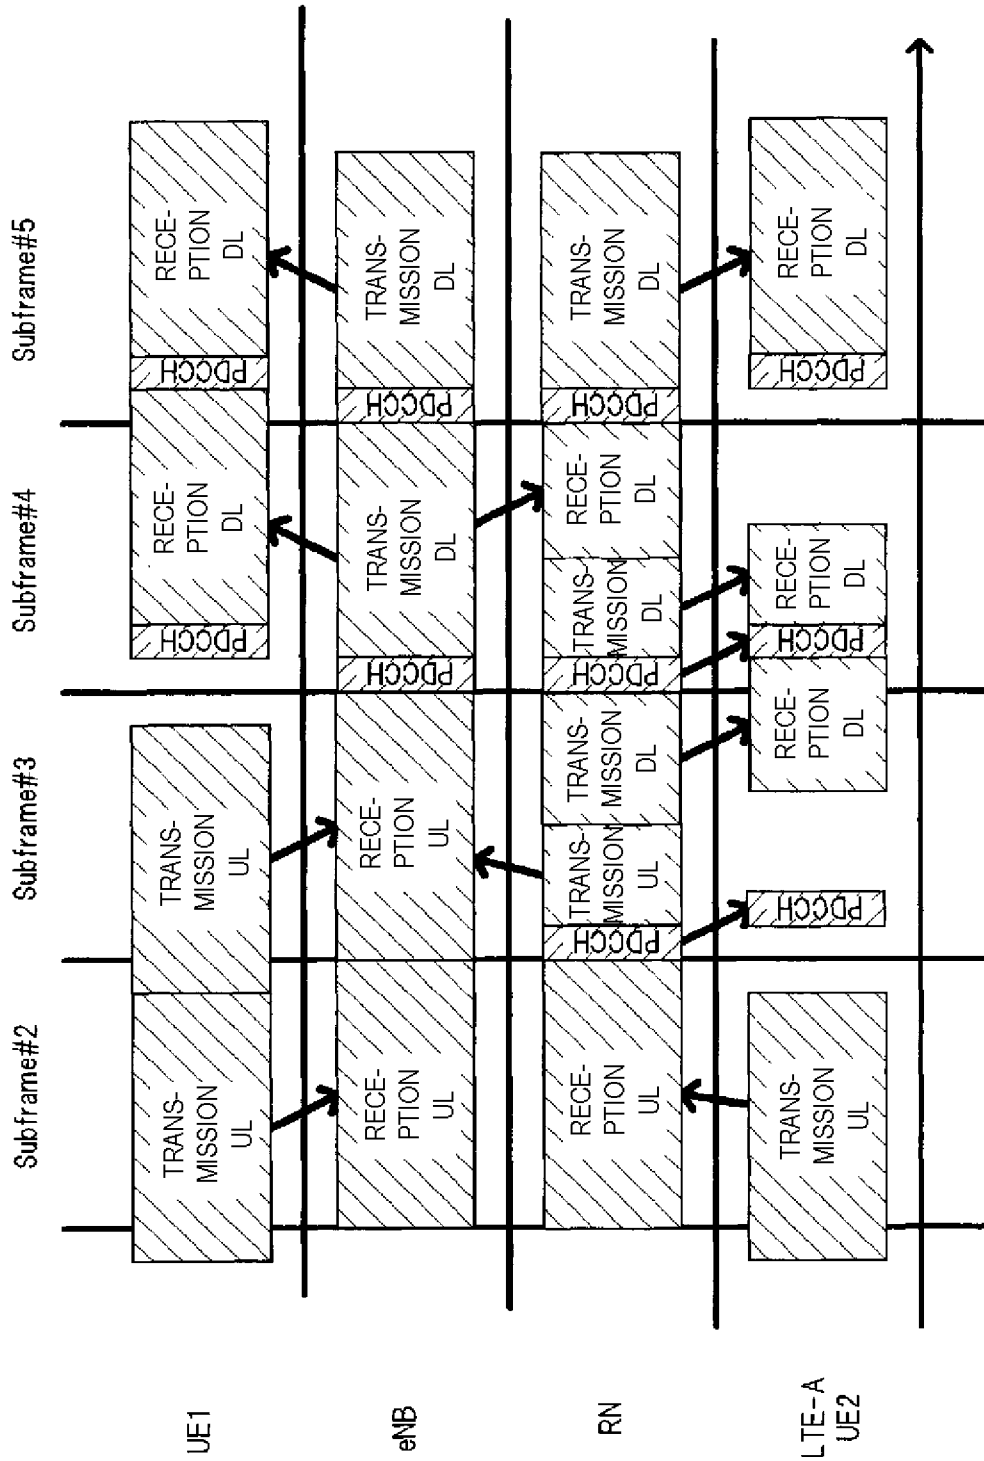 Subframe#2
Subframe#3
Subframe#4
Subframe#5
UE1
TRANS-
MISSION
UL
TRANS-
MISSION
UL
PDCCH
RECE-
PTION
DL
PDCCH
RECE-
PTION
DL
eNB
RECE-
PTION
UL
RECE-
PTION
UL
PDCCH
TRANS-
MISSION
DL
PDCCH
TRANS-
MISSION
DL
RN
RECE-
PTION
UL
PDCCH
TRANS-
MISSION
UL
TRANS-
MISSION
DL
PDCCH
TRANS-
MISSION
DL
RECE-
PTION
DL
PDCCH
TRANS-
MISSION
DL
LTE-A
UE2
TRANS-
MISSION
UL
PDCCH
RECE-
PTION
DL
PDCCH
RECE-
PTION
DL
PDCCH
RECE-
PTION
DL